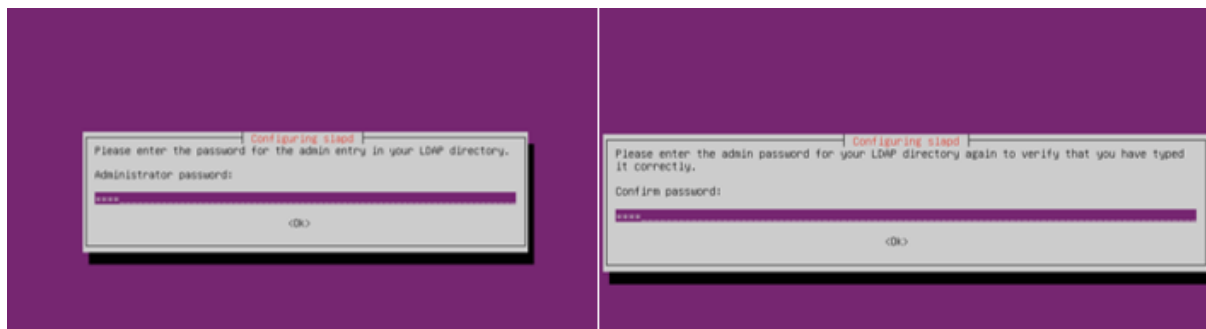 Configuring slapd
Please enter the password for the admin entry in your LDAP directory.
Administrator password:
****
<Ok>
Configuring slapd
Please enter the admin password for your LDAP directory again to verify that you have typed
it correctly.
Confirm password:
****
<Ok>